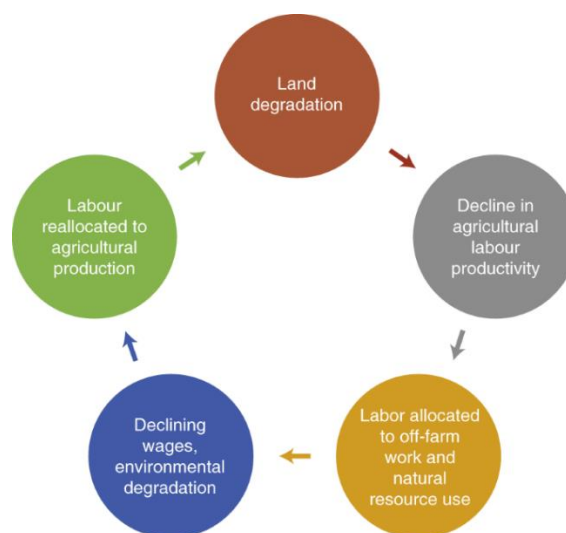 Land
degradation
Decline in
agricultural
labour
productivity
Labor allocated
to off-farm
work and
natural
resource use
Declining
wages,
environmental
degradation
Labour
reallocated to
agricultural
production